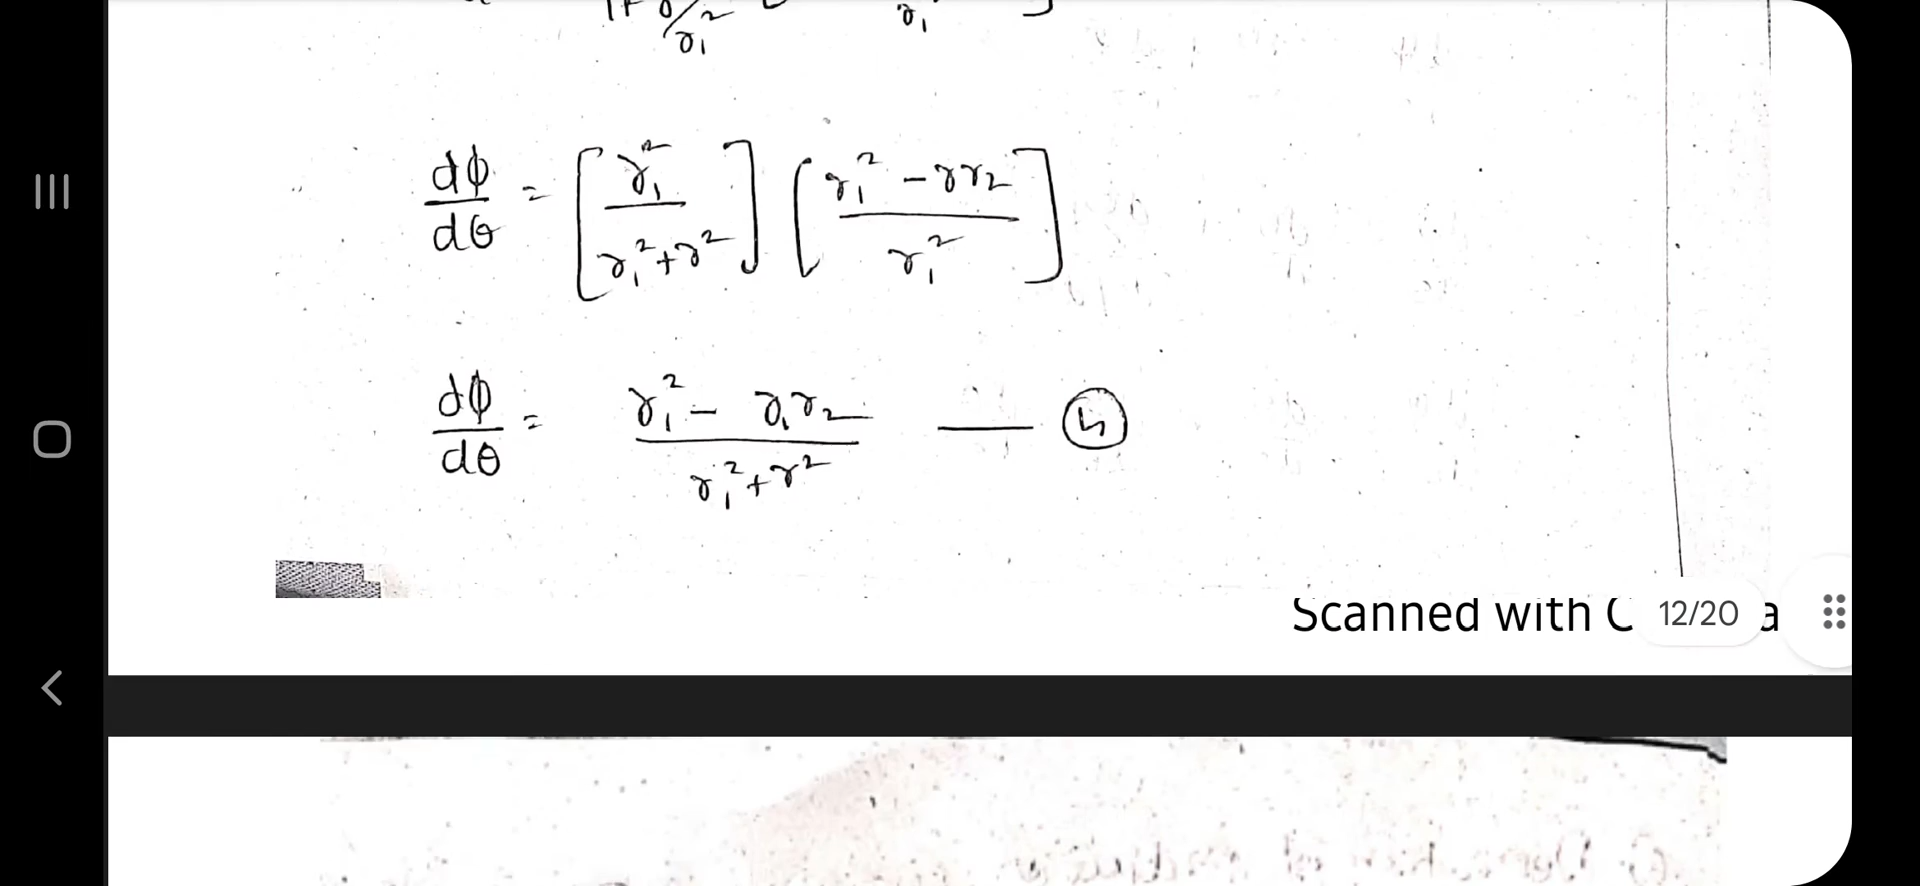 dφ/dθ = [r₁² / r₁²+r²] [r₁² - rr₂ / r₁²]
dφ/dθ = r₁² - r₁r₂ / r₁²+r² —— ④
Scanned with C
12/20
a